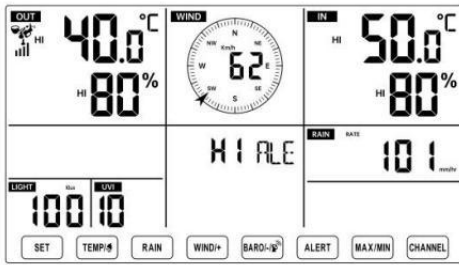 OUT
HI 40.0 °C
HI 80 %
WIND
N
NW NE
Km/h
W 62 E
SW SE
S
IN
HI 50.0 °C
HI 80 %
HI ALE
RAIN RATE
101 mm/hr
LIGHT Klux UVI
100 10
SET TEMP/ RAIN WIND/+ BARO/-/ ALERT MAX/MIN CHANNEL